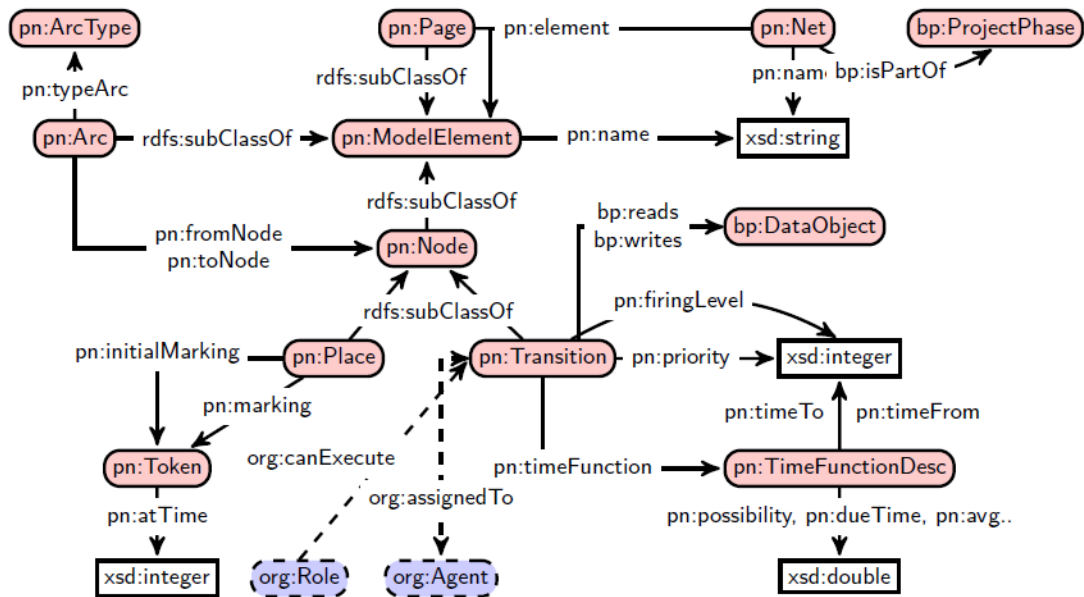 pn:ArcType
pn:Page
pn:element
pn:Net
bp:ProjectPhase
pn:typeArc
rdfs:subClassOf
pn:nam
bp:isPartOf
pn:Arc
rdfs:subClassOf
pn:ModelElement
pn:name
xsd:string
rdfs:subClassOf
bp:reads
bp:writes
bp:DataObject
pn:fromNode
pn:toNode
pn:Node
rdfs:subClassOf
pn:firingLevel
pn:initialMarking
pn:Place
pn:Transition
pn:priority
xsd:integer
pn:marking
pn:timeTo
pn:timeFrom
org:canExecute
pn:Token
pn:timeFunction
pn:TimeFunctionDesc
org:assignedTo
pn:atTime
pn:possibility, pn:dueTime, pn:avg..
xsd:integer
org:Role
org:Agent
xsd:double